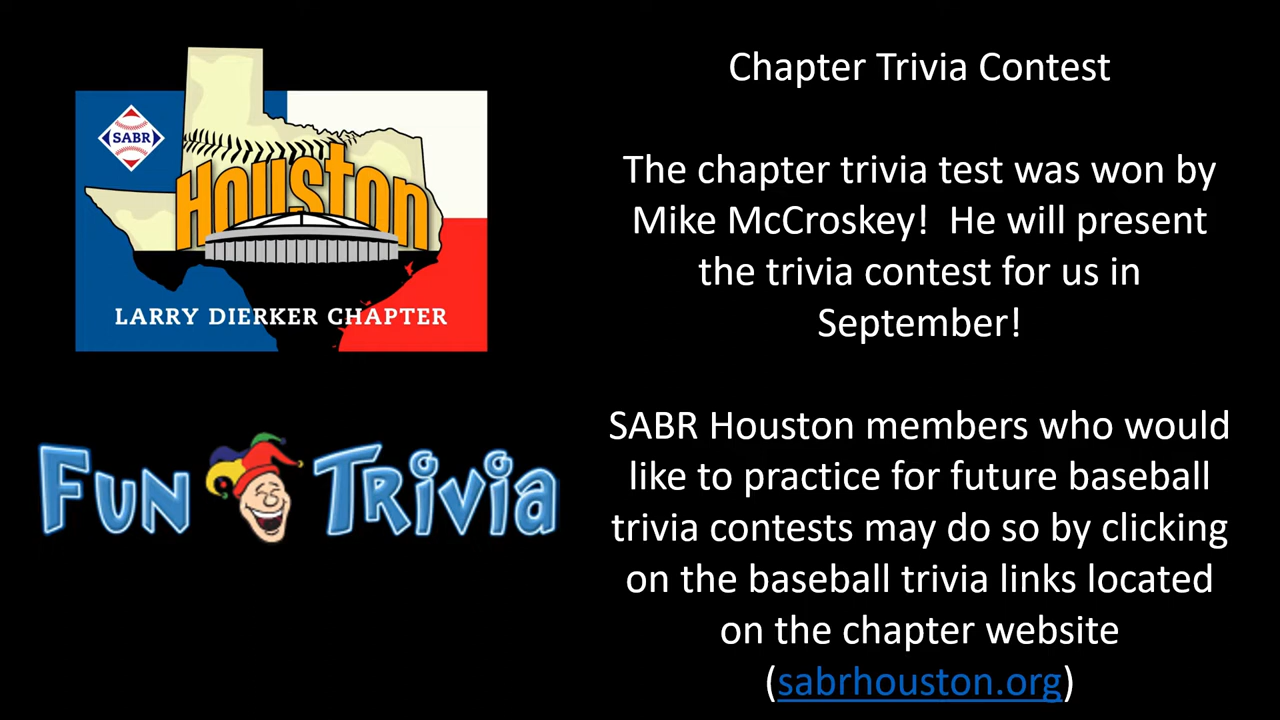 SABR
Houston
LARRY DIERKER CHAPTER
FUN TRIVIA
Chapter Trivia Contest
The chapter trivia test was won by
Mike McCroskey!  He will present
the trivia contest for us in
September!
SABR Houston members who would
like to practice for future baseball
trivia contests may do so by clicking
on the baseball trivia links located
on the chapter website
(sabrhouston.org)